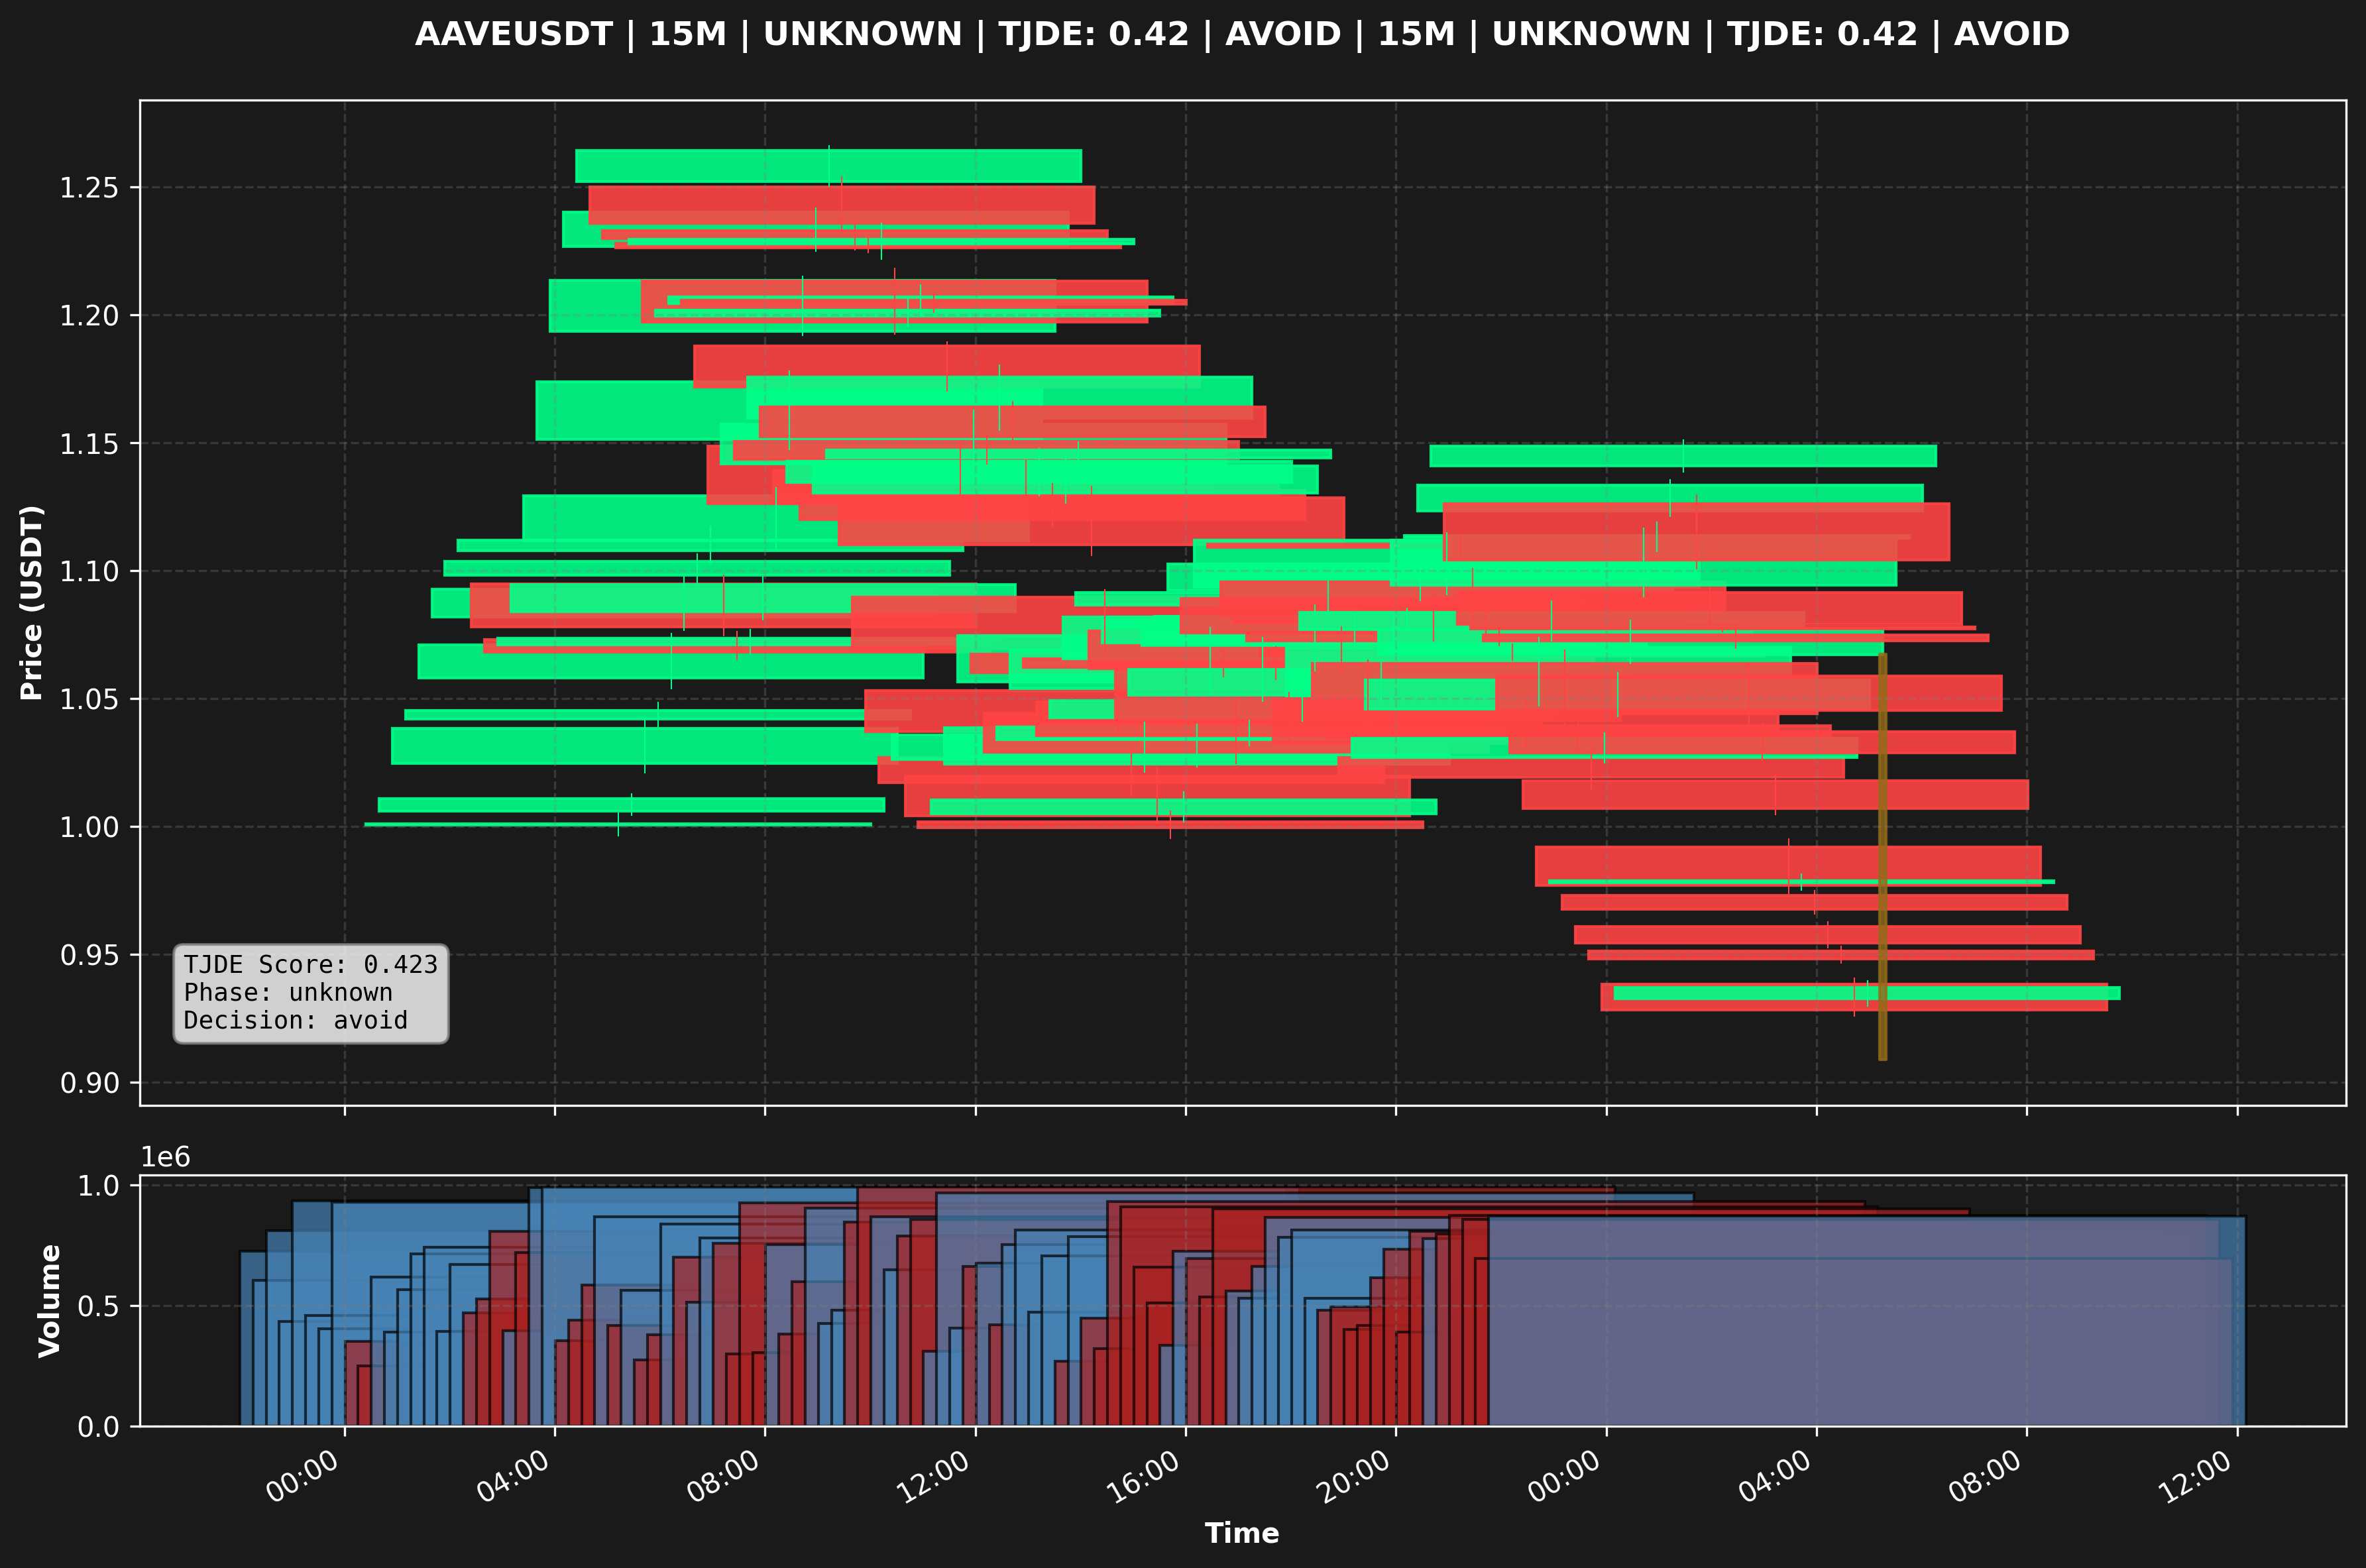 AAVEUSDT | 15M | UNKNOWN | TJDE: 0.42 | AVOID | 15M | UNKNOWN | TJDE: 0.42 | AVOID
Price (USDT)
1.25
1.20
1.15
1.10
1.05
1.00
0.95
0.90
TJDE Score: 0.423
Phase: unknown
Decision: avoid
1e6
Volume
1.0
0.5
0.0
00:00
04:00
08:00
12:00
16:00
20:00
00:00
04:00
08:00
12:00
Time